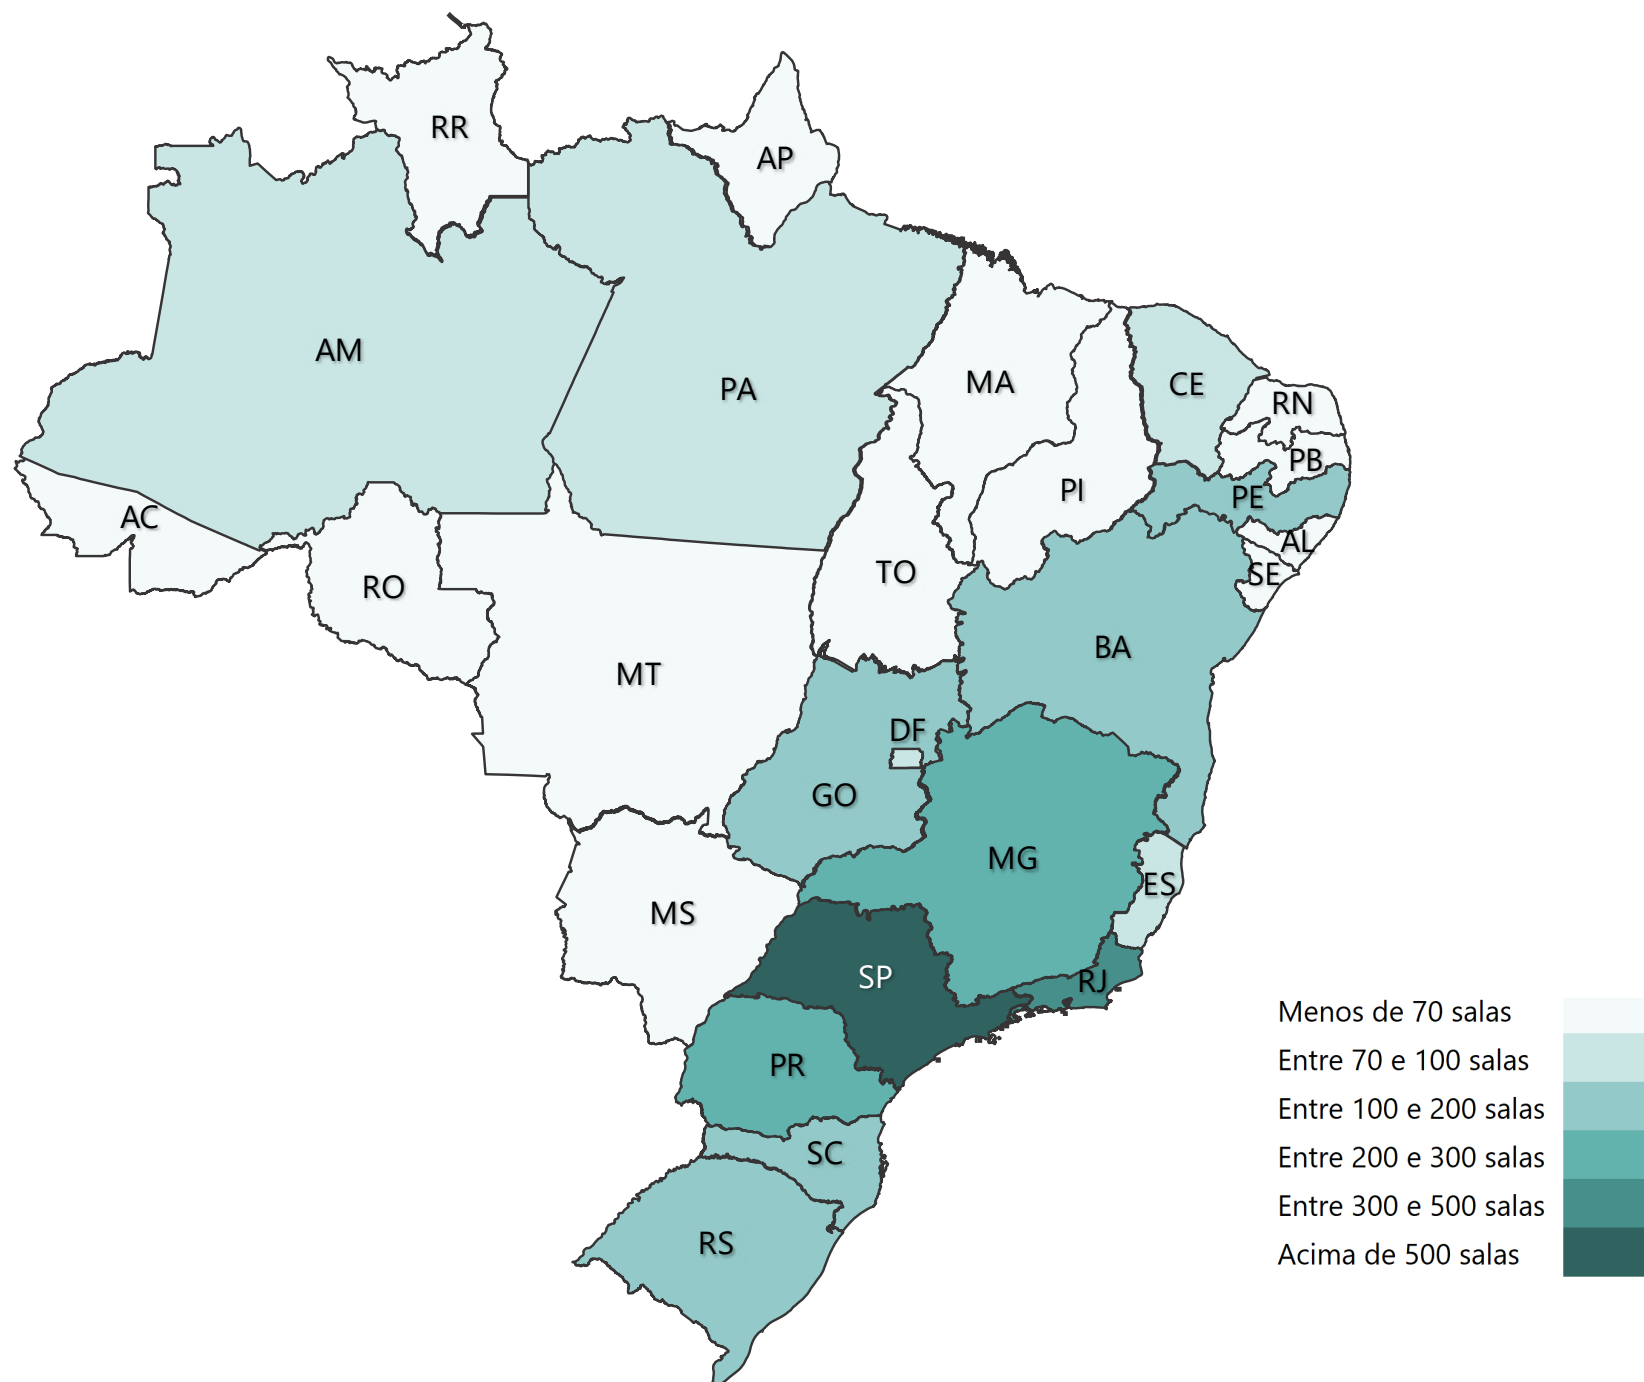 RR
AP
AM
PA
MA
CE
RN
PB
PI
PE
AC
AL
TO
SE
RO
BA
MT
DF
GO
MG
ES
MS
SP
RJ
PR
SC
RS
Menos de 70 salas
Entre 70 e 100 salas
Entre 100 e 200 salas
Entre 200 e 300 salas
Entre 300 e 500 salas
Acima de 500 salas